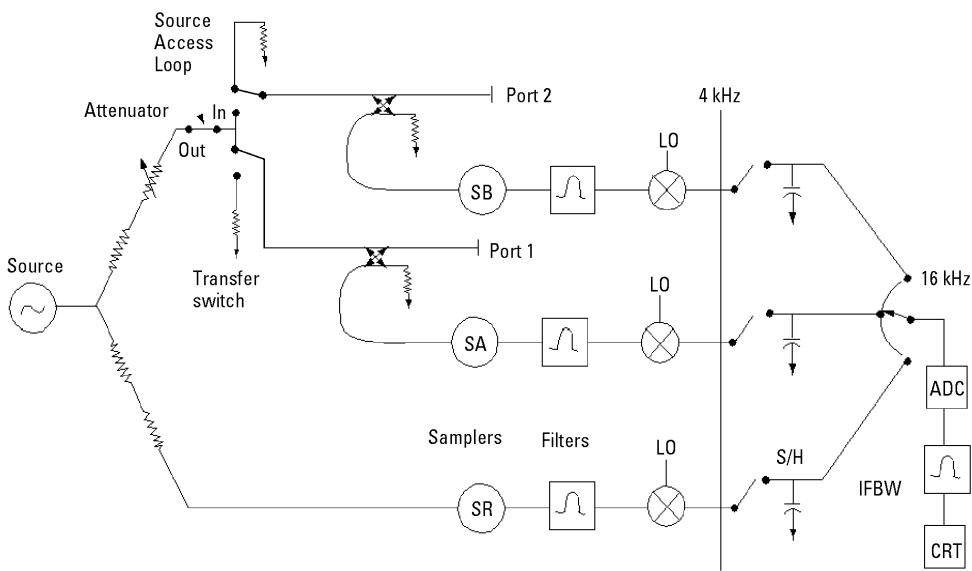 Source
Access
Loop
Port 2
4 kHz
Attenuator
In
Out
LO
SB
Port 1
Transfer
switch
Source
16 kHz
LO
SA
ADC
Samplers
Filters
LO
S/H
IFBW
SR
CRT